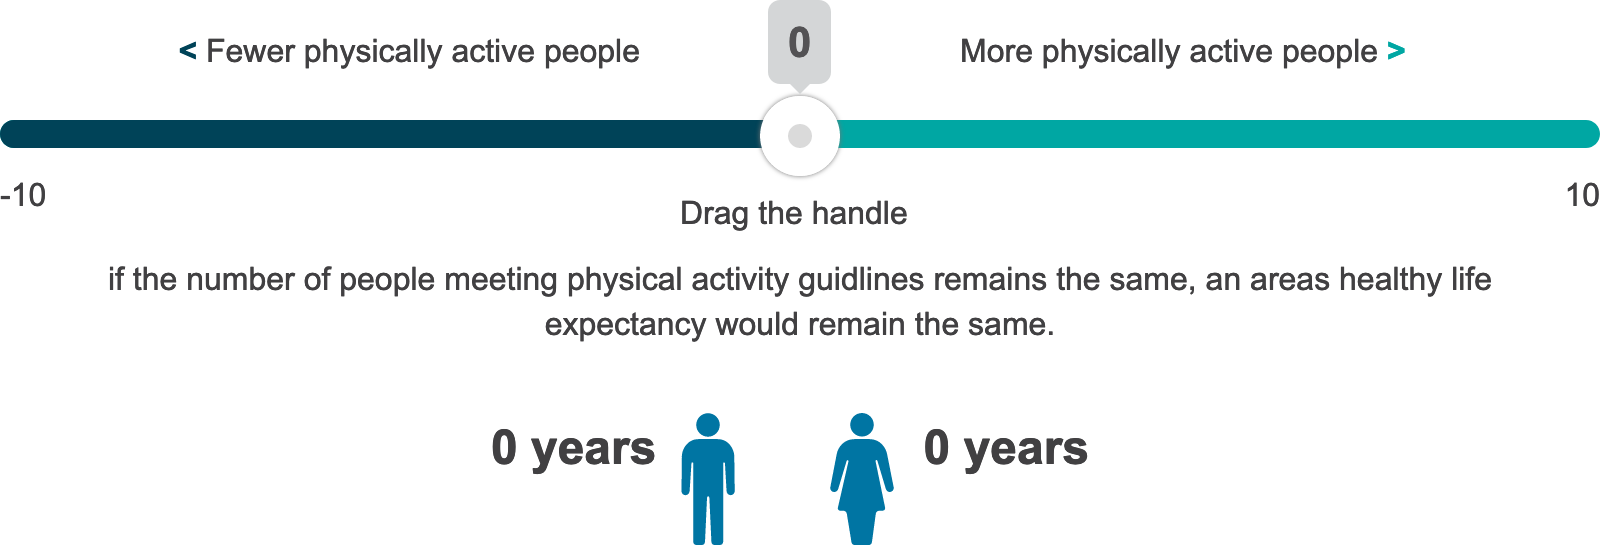 < Fewer physically active people
0
More physically active people >
-10
10
Drag the handle
if the number of people meeting physical activity guidlines remains the same, an areas healthy life
expectancy would remain the same.
0 years
0 years